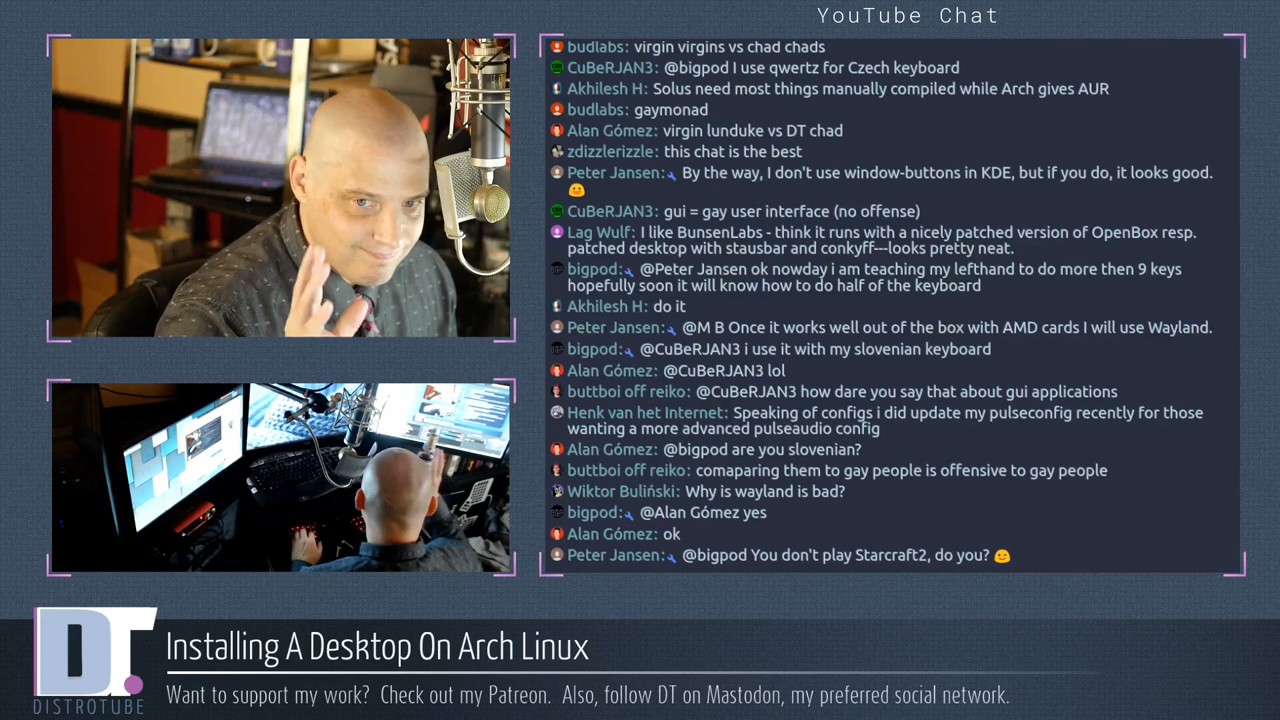 YouTube Chat
budlabs: virgin virgins vs chad chads
CuBeRJAN3: @bigpod I use qwertz for Czech keyboard
Akhilesh H: Solus need most things manually compiled while Arch gives AUR
budlabs: gaymonad
Alan Gómez: virgin lunduke vs DT chad
zdizzlerizzle: this chat is the best
Peter Jansen: By the way, I don't use window-buttons in KDE, but if you do, it looks good.
CuBeRJAN3: gui = gay user interface (no offense)
Lag Wulf: I like BunsenLabs - think it runs with a nicely patched version of OpenBox resp.
patched desktop with stausbar and conkyff---looks pretty neat.
bigpod: @Peter Jansen ok nowday i am teaching my lefthand to do more then 9 keys
hopefully soon it will know how to do half of the keyboard
Akhilesh H: do it
Peter Jansen: @M B Once it works well out of the box with AMD cards I will use Wayland.
bigpod: @CuBeRJAN3 i use it with my slovenian keyboard
Alan Gómez: @CuBeRJAN3 lol
buttboi off reiko: @CuBeRJAN3 how dare you say that about gui applications
Henk van het Internet: Speaking of configs i did update my pulseconfig recently for those
wanting a more advanced pulseaudio config
Alan Gómez: @bigpod are you slovenian?
buttboi off reiko: comaparing them to gay people is offensive to gay people
Wiktor Buliński: Why is wayland is bad?
bigpod: @Alan Gómez yes
Alan Gómez: ok
Peter Jansen: @bigpod You don't play Starcraft2, do you?
DT
DISTROTUBE
Installing A Desktop On Arch Linux
Want to support my work? Check out my Patreon. Also, follow DT on Mastodon, my preferred social network.